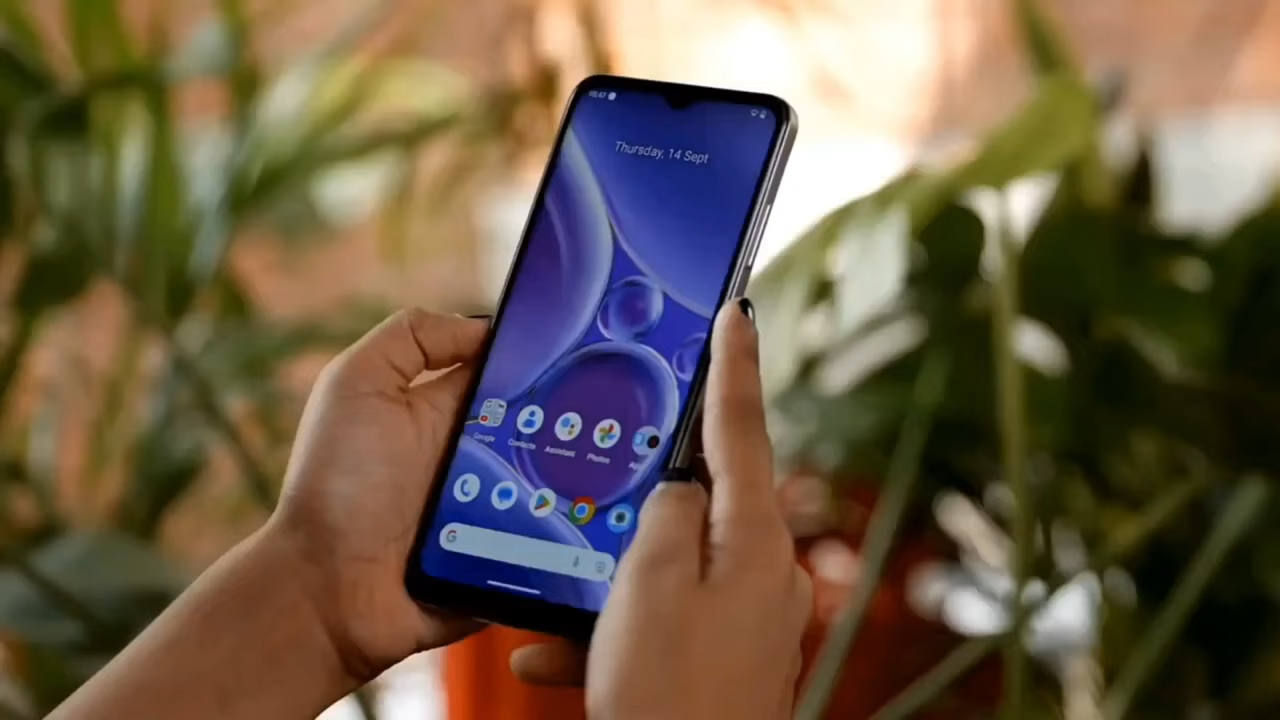 Thursday, 14 Sept
Google
Contacts
Assistant
Photos
G